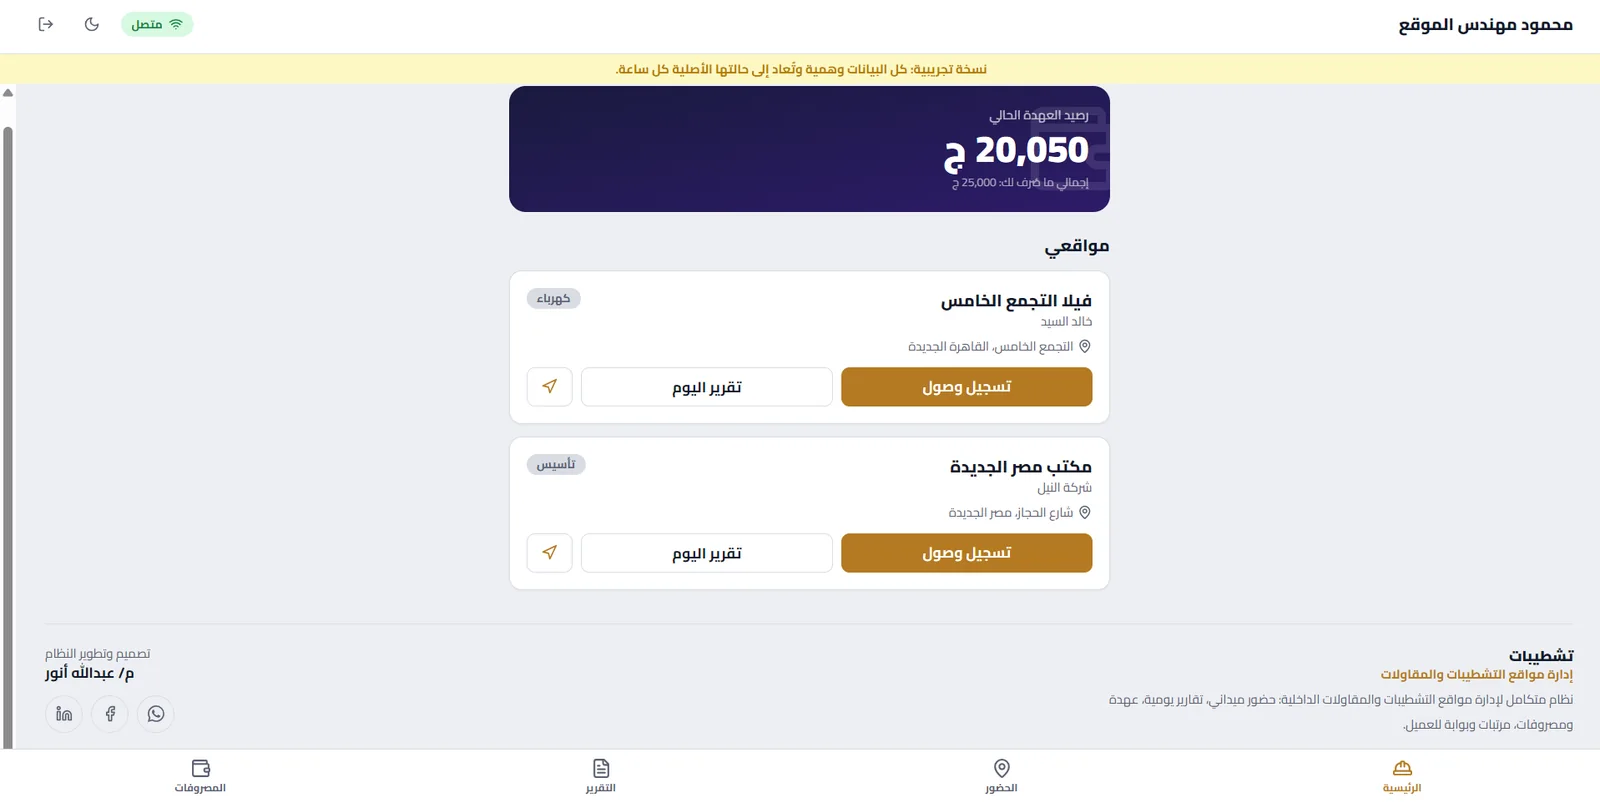 محمود مهندس الموقع
متصل
نسخة تجريبية: كل البيانات وهمية وتُعاد إلى حالتها الأصلية كل ساعة.
رصيد العهدة الحالي
20,050 ج
إجمالي ما صُرف لك: 25,000 ج
مواقعي
فيلا التجمع الخامس
كهرباء
خالد السيد
التجمع الخامس، القاهرة الجديدة
تسجيل وصول
تقرير اليوم
مكتب مصر الجديدة
تأسيس
شركة النيل
شارع الحجاز، مصر الجديدة
تسجيل وصول
تقرير اليوم
تشطيبات
إدارة مواقع التشطيبات والمقاولات
نظام متكامل لإدارة مواقع التشطيبات والمقاولات الداخلية: حضور ميداني، تقارير يومية، عهدة
ومصروفات، مرتبات وبوابة للعميل.
تصميم وتطوير النظام
م/ عبدالله أنور
الرئيسية
الحضور
التقرير
المصروفات